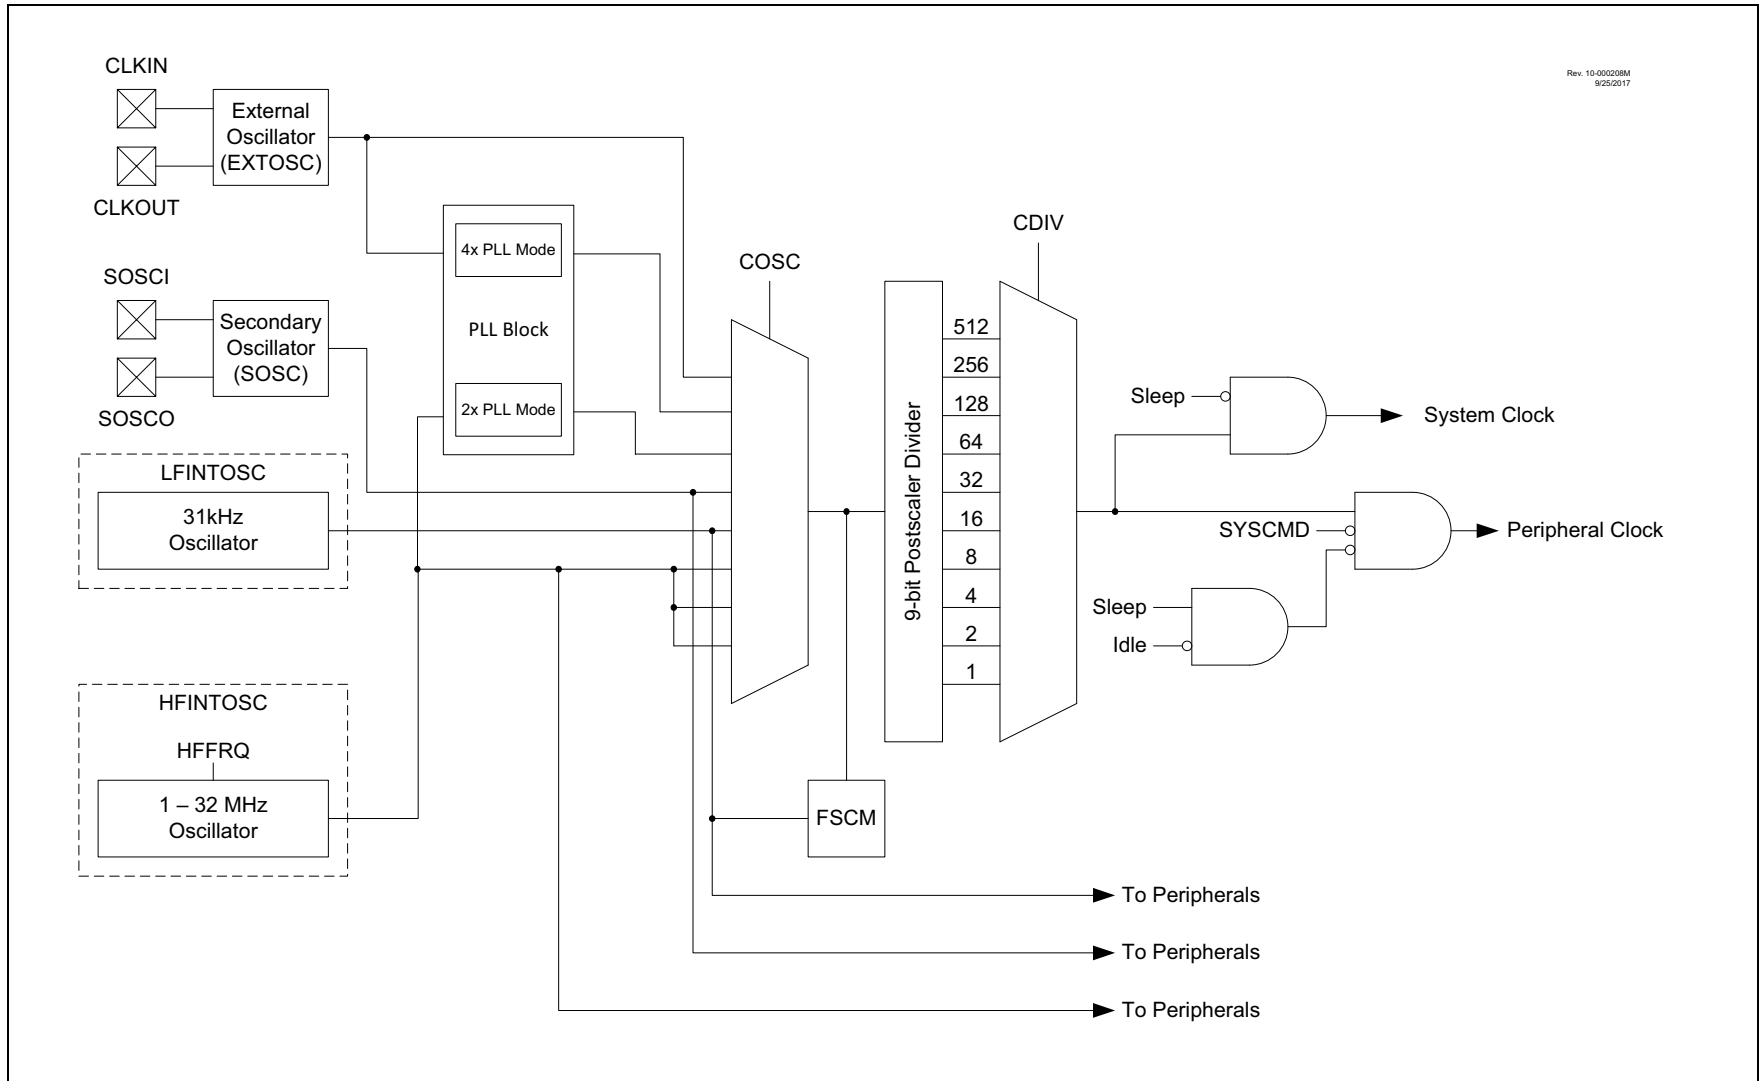 Rev. 10-000208M
9/25/2017
CLKIN
External
Oscillator
(EXTOSC)
CLKOUT
SOSCI
Secondary
Oscillator
(SOSC)
SOSCO
4x PLL Mode
PLL Block
2x PLL Mode
LFINTOSC
31kHz
Oscillator
HFINTOSC
HFFRQ
1 – 32 MHz
Oscillator
COSC
FSCM
9-bit Postscaler Divider
CDIV
512
256
128
64
32
16
8
4
2
1
Sleep
System Clock
SYSCMD
Peripheral Clock
Sleep
Idle
To Peripherals
To Peripherals
To Peripherals